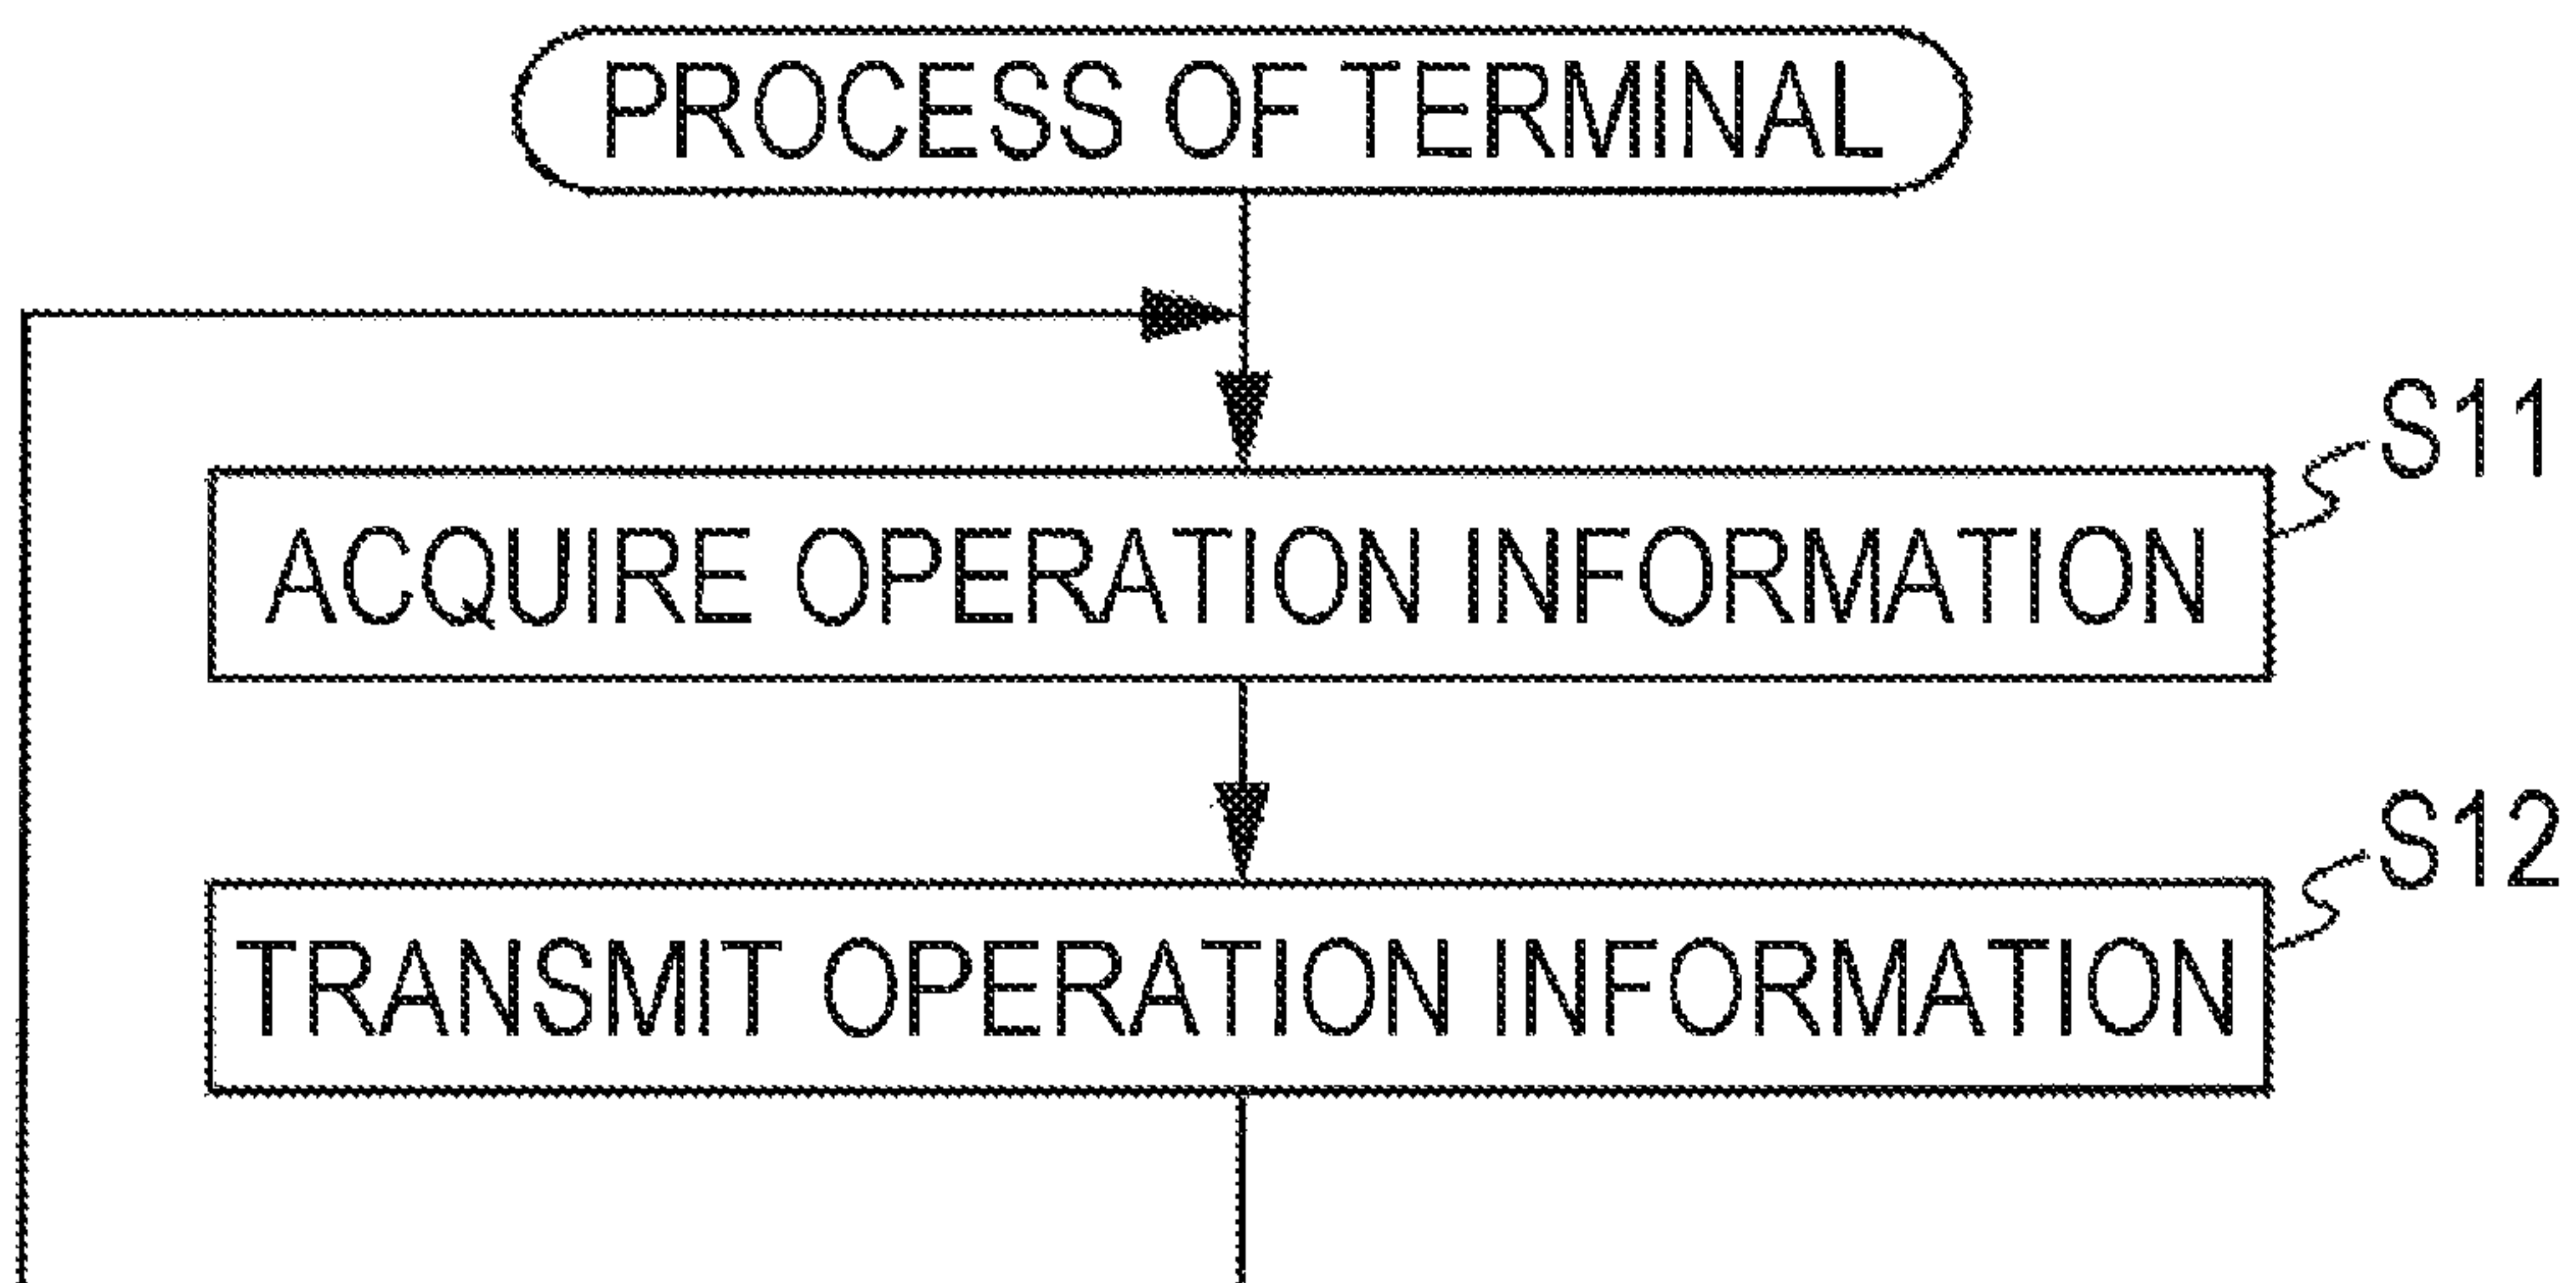 PROCESS OF TERMINAL
S11
ACQUIRE OPERATION INFORMATION
S12
TRANSMIT OPERATION INFORMATION